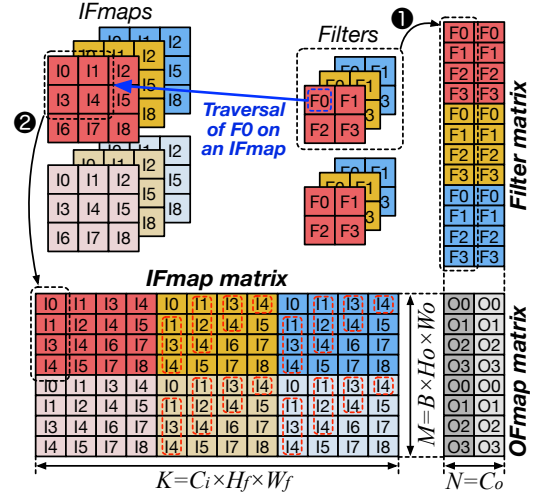 IFmaps
Filters
❶
I1 I2
I0 I1 I2
I5
I3 I4
I8
I6 I7 I8
F0 F1
F3
F2 F3
Traversal
of F0 on
an IFmap
❷
I1 I2
I0 I1 I2
I5
I3 I4 I5
I8
I6 I7 I8
F0 F1
F3
F2 F3
F0 F0
F1 F1
F2 F2
F3 F3
F0 F0
F1 F1
F2 F2
F3 F3
F0 F0
F1 F1
F2 F2
F3 F3
Filter matrix
IFmap matrix
I0 I1 I3 I4 I0 I1 I3 I4 I0 I1 I3 I4
I1 I2 I4 I5 I1 I2 I4 I5 I1 I2 I4 I5
I3 I4 I6 I7 I3 I4 I6 I7 I3 I4 I6 I7
I4 I5 I7 I8 I4 I5 I7 I8 I4 I5 I7 I8
I0 I1 I3 I4 I0 I1 I3 I4 I0 I1 I3 I4
I1 I2 I4 I5 I1 I2 I4 I5 I1 I2 I4 I5
I3 I4 I6 I7 I3 I4 I6 I7 I3 I4 I6 I7
I4 I5 I7 I8 I4 I5 I7 I8 I4 I5 I7 I8
M=B×Ho×Wo
O0 O0
O1 O1
O2 O2
O3 O3
O0 O0
O1 O1
O2 O2
O3 O3
OFmap matrix
K=Ci×Hf×Wf
N=Co